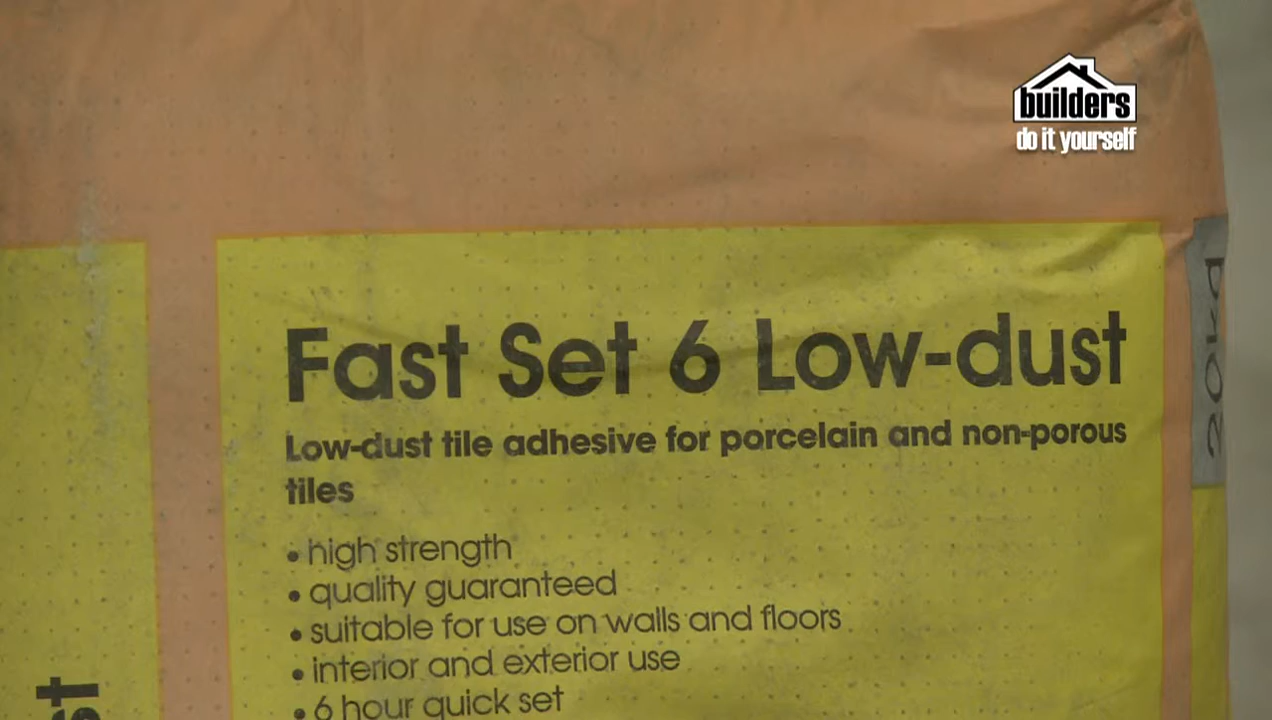 builders
do it yourself
Fast Set 6 Low-dust
Low-dust tile adhesive for porcelain and non-porous
tiles
• high strength
• quality guaranteed
• suitable for use on walls and floors
• interior and exterior use
• 6 hour quick set
20kg
st